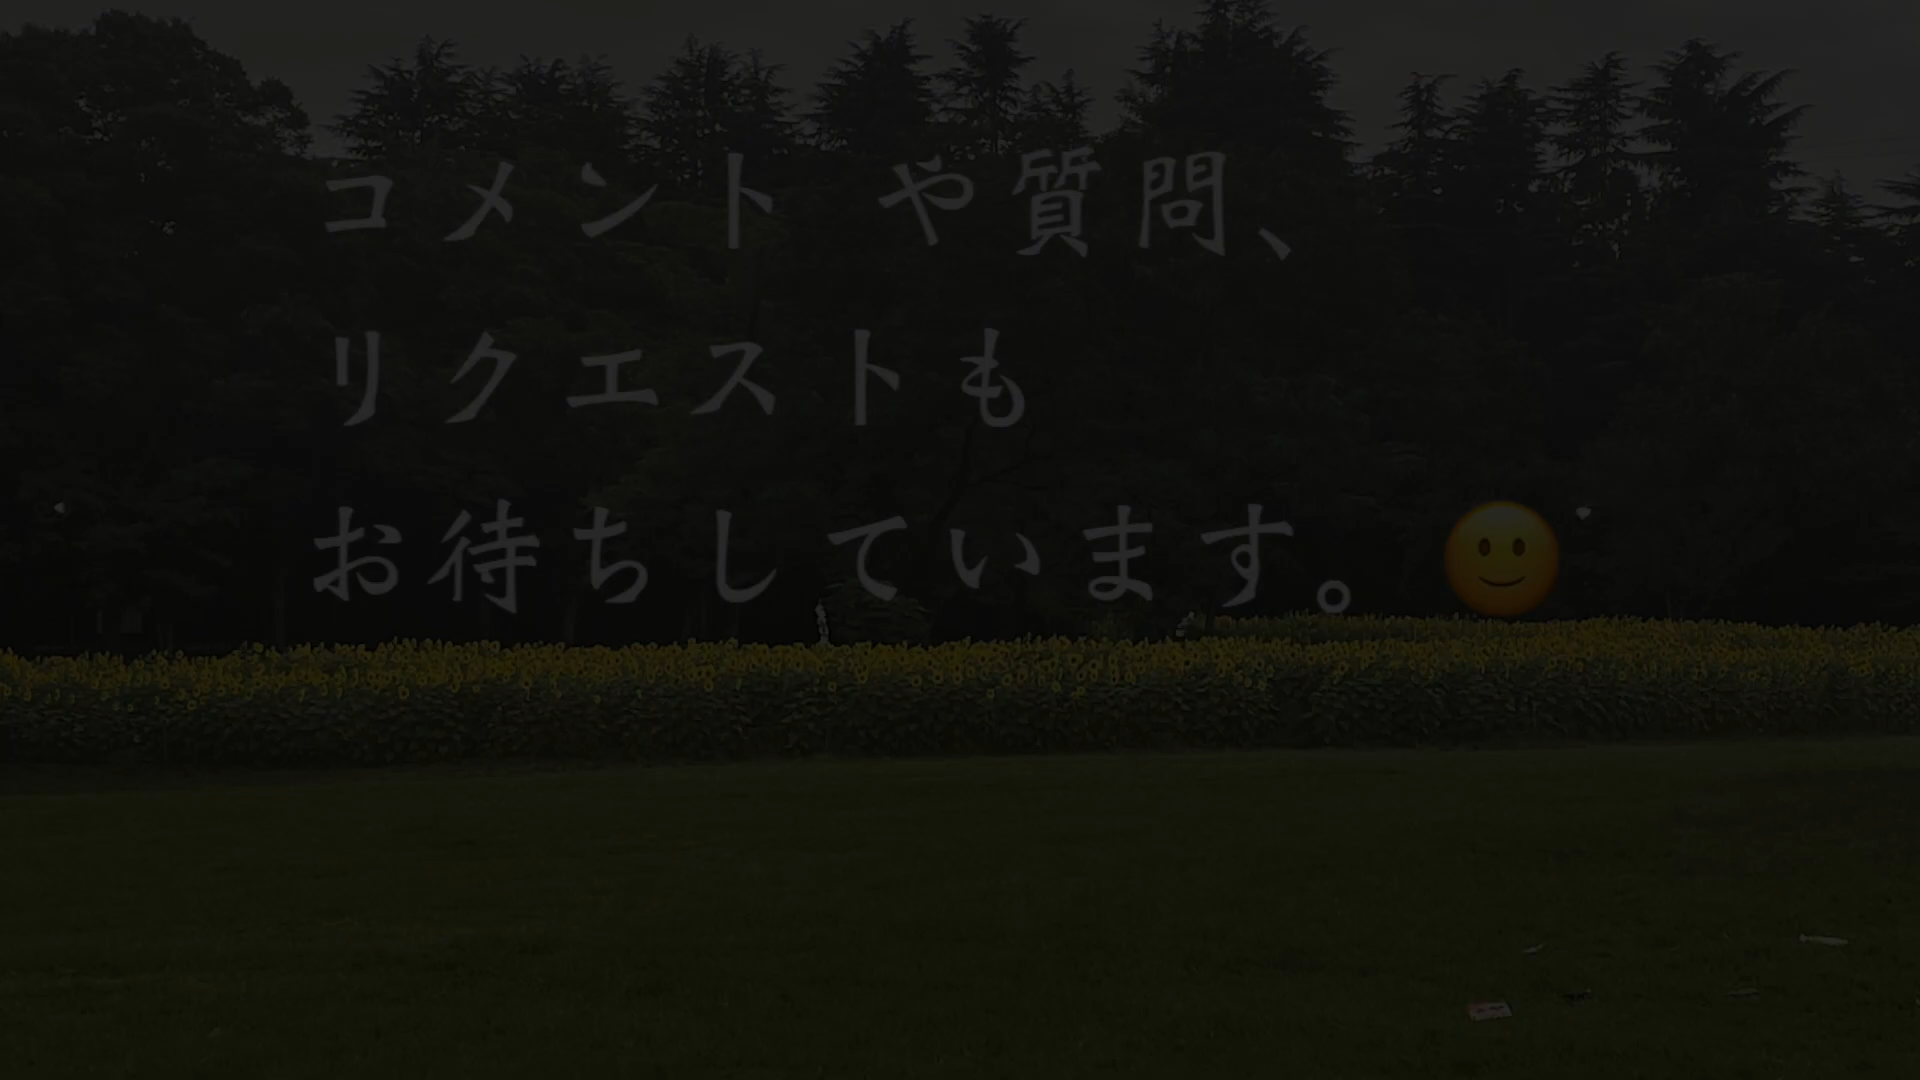 コメント や質問、
リクエストも
お待ちしています。 🙂